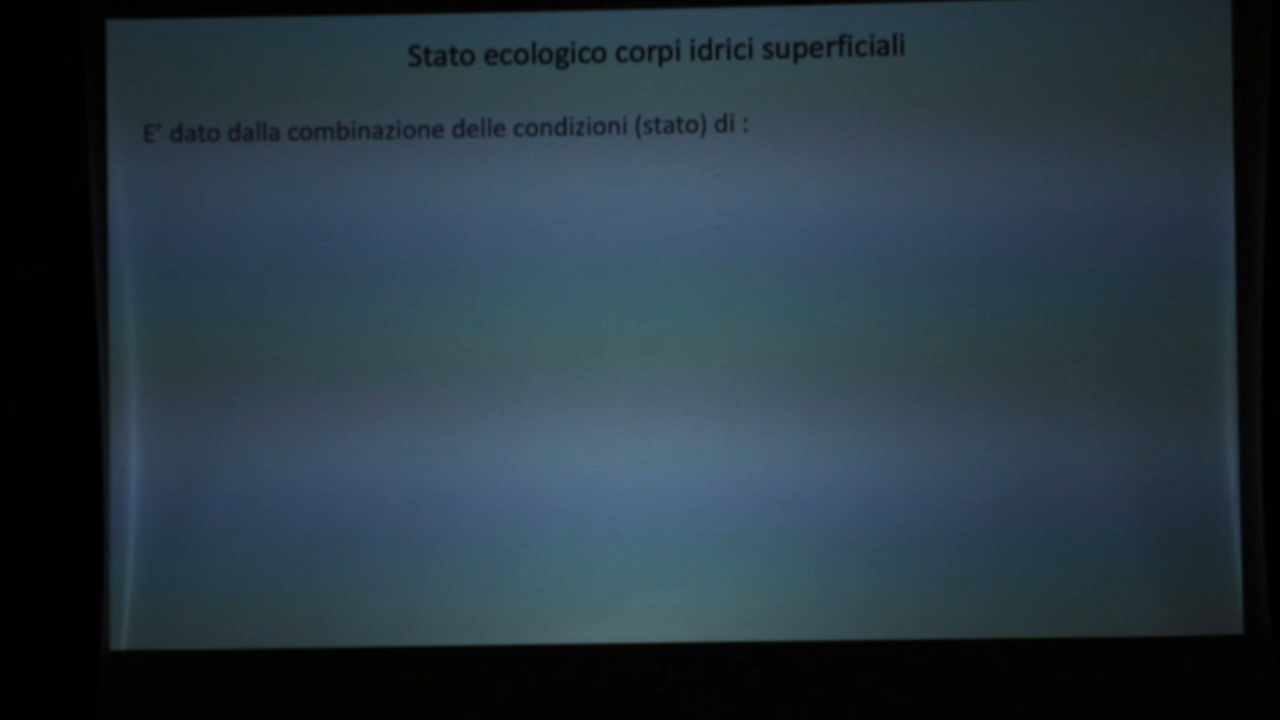 Stato ecologico corpi idrici superficiali
E' dato dalla combinazione delle condizioni (stato) di :